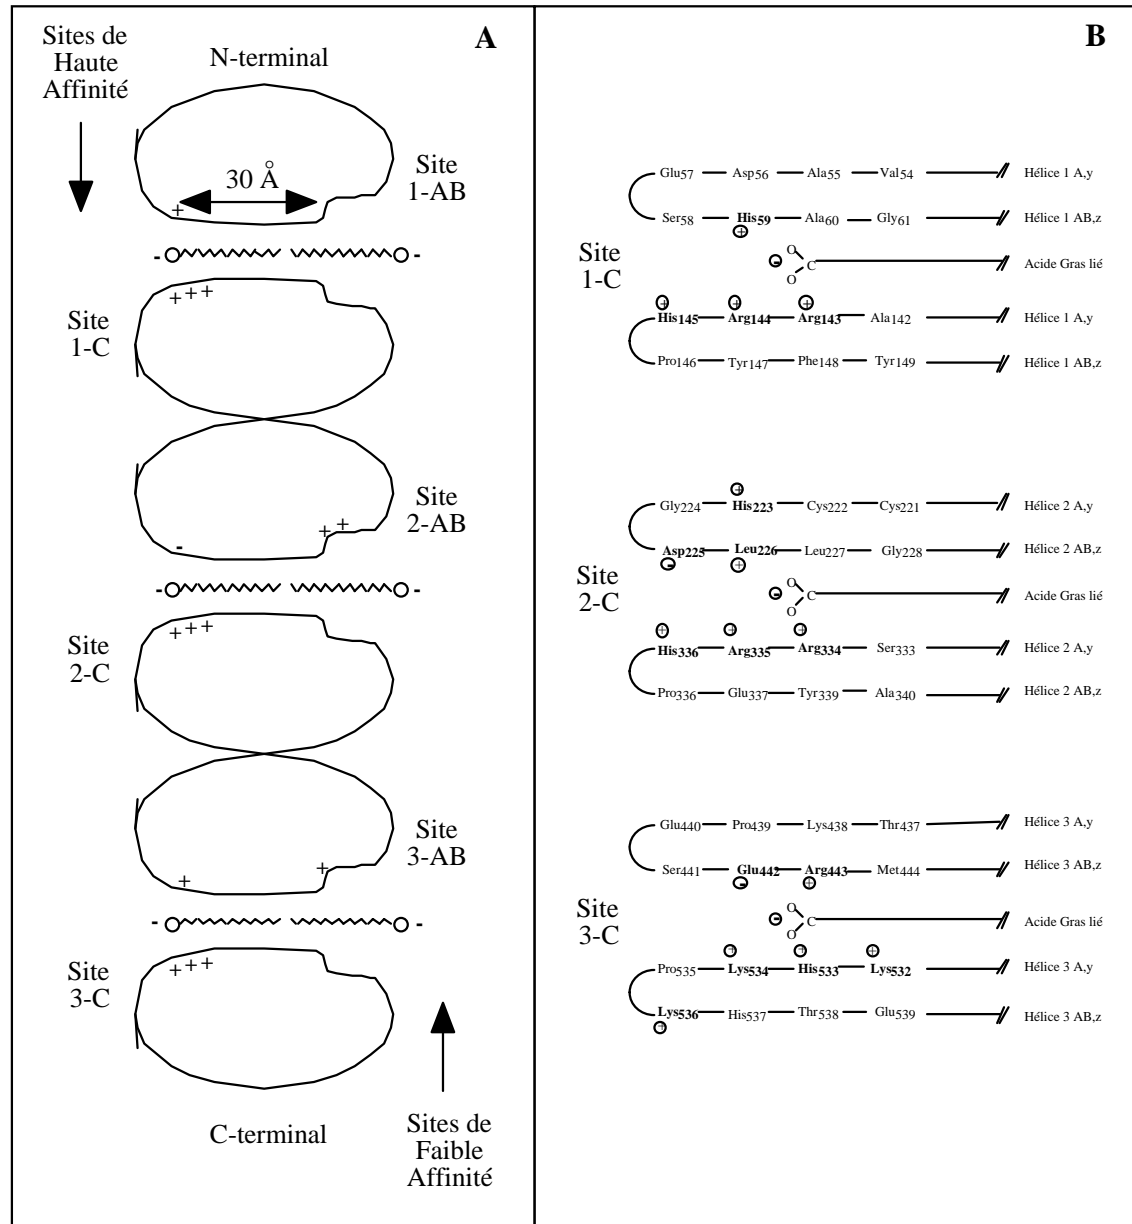 A
Sites de
Haute
Affinité
N-terminal
30 Å
Site
1-AB
+
- -
+++
Site
1-C
Site
2-AB
- ++
- -
+++
Site
2-C
Site
3-AB
+ +
- -
+++
Site
3-C
C-terminal
Sites de
Faible
Affinité
B
Glu57 Asp56 Ala55 Val54 Hélice 1 A,y
Ser58 His59 Ala60 Gly61 Hélice 1 AB,z
+
Site
1-C
- O C O Acide Gras lié
+ + +
His145 Arg144 Arg143 Ala142 Hélice 1 A,y
Pro146 Tyr147 Phe148 Tyr149 Hélice 1 AB,z
+
Gly224 His223 Cys222 Cys221 Hélice 2 A,y
Asp225 Leu226 Leu227 Gly228 Hélice 2 AB,z
- +
Site
2-C
- O C O Acide Gras lié
+ + +
His336 Arg335 Arg334 Ser333 Hélice 2 A,y
Pro336 Glu337 Tyr339 Ala340 Hélice 2 AB,z
Glu440 Pro439 Lys438 Thr437 Hélice 3 A,y
Ser441 Glu442 Arg443 Met444 Hélice 3 AB,z
- +
Site
3-C
- O C O Acide Gras lié
+ + +
Pro535 Lys534 His533 Lys532 Hélice 3 A,y
Lys536 His537 Thr538 Glu539 Hélice 3 AB,z
+